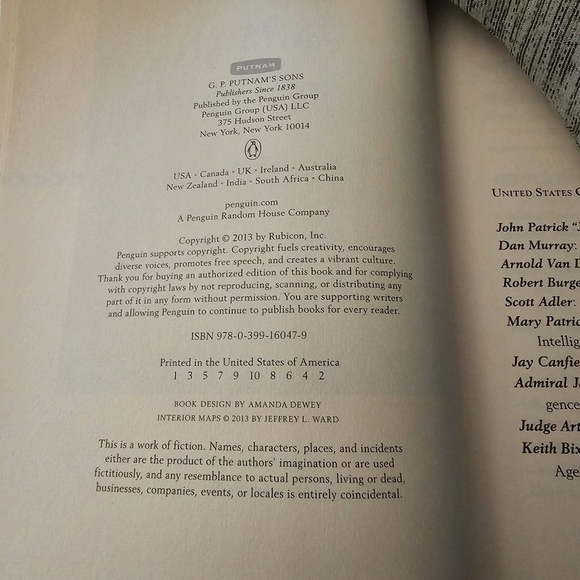 PUTNAM
G. P. PUTNAM'S SONS
Publishers Since 1838
Published by the Penguin Group
Penguin Group (USA) LLC
375 Hudson Street
New York, New York 10014
USA • Canada • UK • Ireland • Australia
New Zealand • India • South Africa • China
penguin.com
A Penguin Random House Company
Copyright © 2013 by Rubicon, Inc.
Penguin supports copyright. Copyright fuels creativity, encourages
diverse voices, promotes free speech, and creates a vibrant culture.
Thank you for buying an authorized edition of this book and for complying
with copyright laws by not reproducing, scanning, or distributing any
part of it in any form without permission. You are supporting writers
and allowing Penguin to continue to publish books for every reader.
ISBN 978-0-399-16047-9
Printed in the United States of America
1 3 5 7 9 10 8 6 4 2
BOOK DESIGN BY AMANDA DEWEY
INTERIOR MAPS © 2013 BY JEFFREY L. WARD
This is a work of fiction. Names, characters, places, and incidents
either are the product of the authors' imagination or are used
fictitiously, and any resemblance to actual persons, living or dead,
businesses, companies, events, or locales is entirely coincidental.
UNITED STATES
John Patrick "J
Dan Murray:
Arnold Van D
Robert Burge
Scott Adler:
Mary Patric
Intellig
Jay Canfie
Admiral Ja
gence
Judge Art
Keith Bix
Age